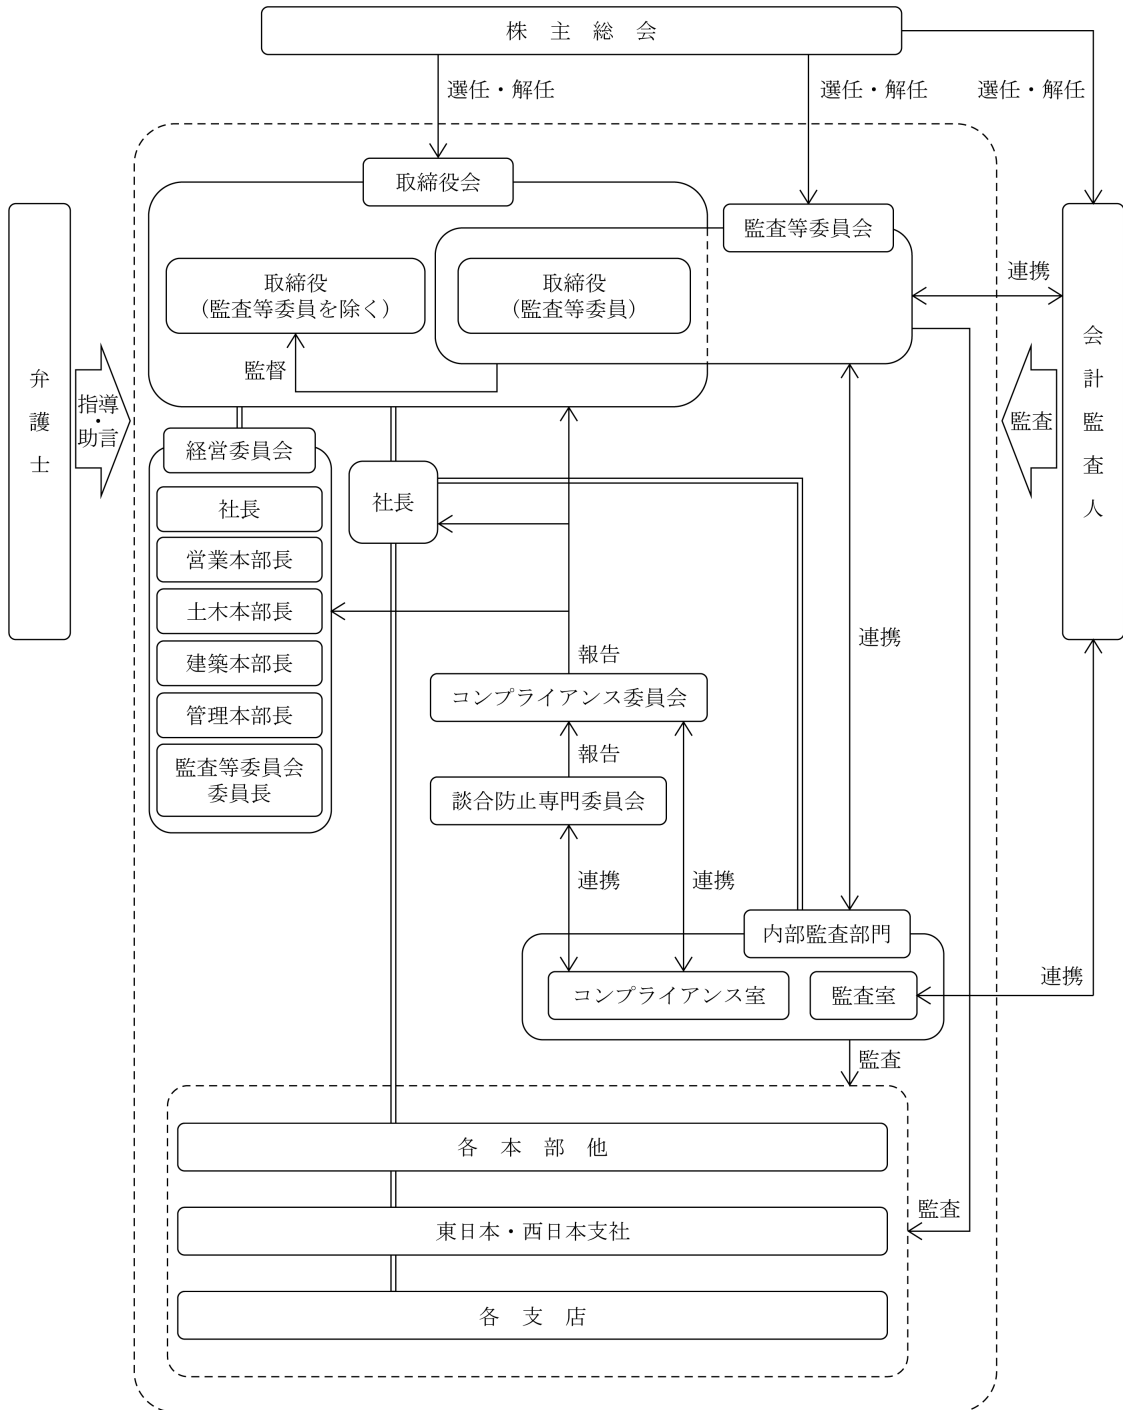 株主総会
選任・解任
選任・解任
選任・解任
取締役会
監査等委員会
取締役
(監査等委員を除く)
取締役
(監査等委員)
連携
監督
弁護士
指導
・
助言
会計監査人
監査
経営委員会
社長
営業本部長
土木本部長
建築本部長
管理本部長
監査等委員会
委員長
社長
連携
報告
コンプライアンス委員会
報告
談合防止専門委員会
連携
連携
内部監査部門
コンプライアンス室
監査室
連携
監査
各本部他
東日本・西日本支社
監査
各支店